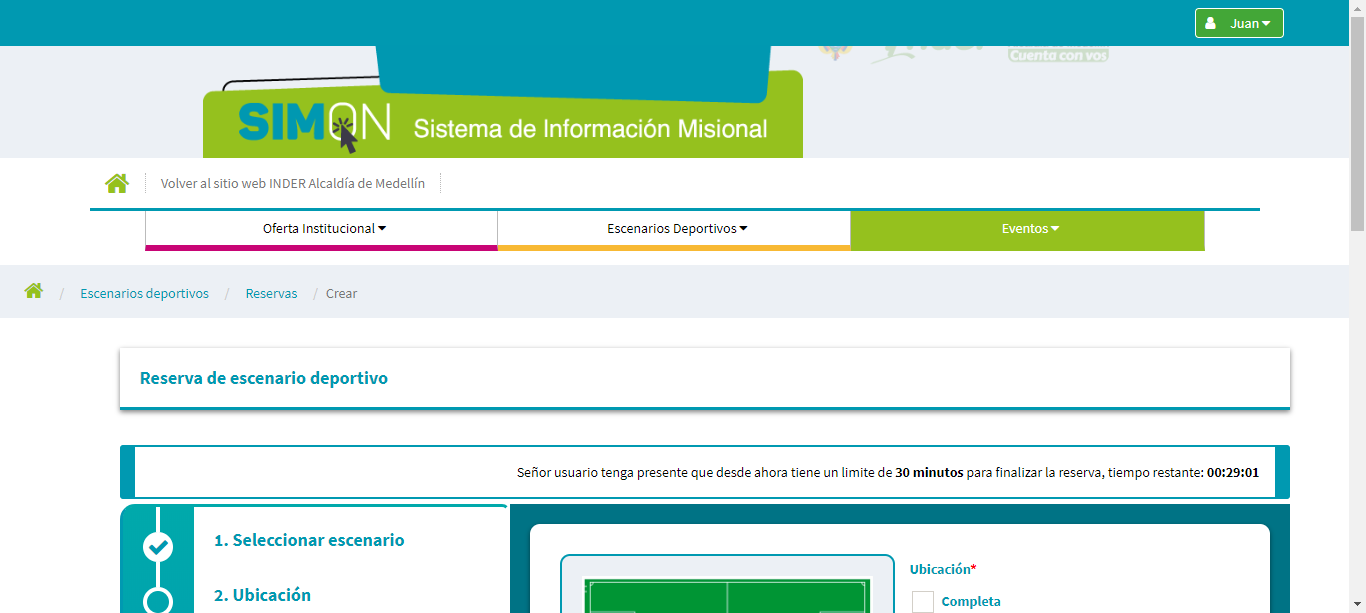 Juan
Cuenta con vos
SIMON Sistema de Información Misional
Volver al sitio web INDER Alcaldía de Medellín
Oferta Institucional
Escenarios Deportivos
Eventos
/ Escenarios deportivos / Reservas / Crear
Reserva de escenario deportivo
Señor usuario tenga presente que desde ahora tiene un limite de 30 minutos para finalizar la reserva, tiempo restante: 00:29:01
1. Seleccionar escenario
2. Ubicación
Ubicación*
Completa